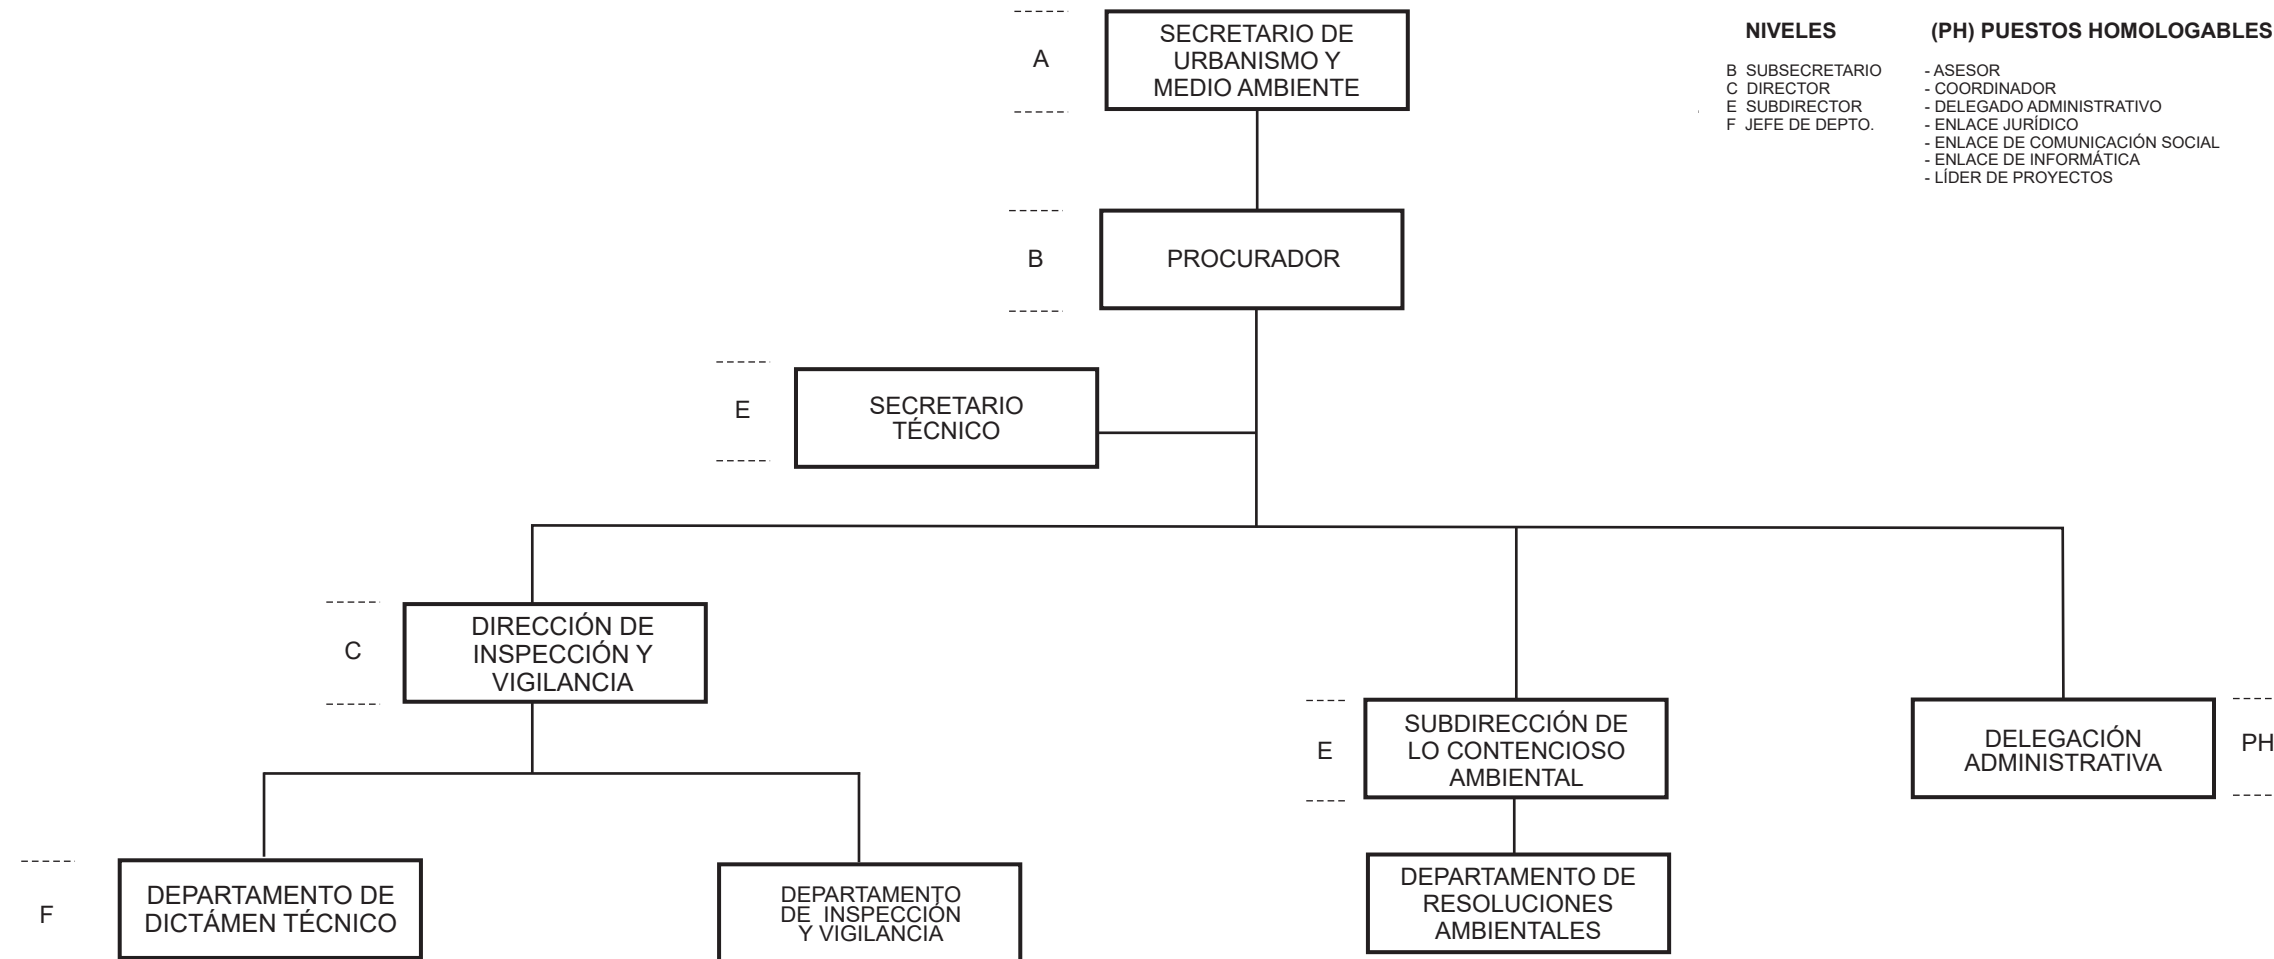 A
SECRETARIO DE
URBANISMO Y
MEDIO AMBIENTE
NIVELES
B SUBSECRETARIO
C DIRECTOR
E SUBDIRECTOR
F JEFE DE DEPTO.
(PH) PUESTOS HOMOLOGABLES
- ASESOR
- COORDINADOR
- DELEGADO ADMINISTRATIVO
- ENLACE JURÍDICO
- ENLACE DE COMUNICACIÓN SOCIAL
- ENLACE DE INFORMÁTICA
- LÍDER DE PROYECTOS
B
PROCURADOR
E
SECRETARIO
TÉCNICO
C
DIRECCIÓN DE
INSPECCIÓN Y
VIGILANCIA
E
SUBDIRECCIÓN DE
LO CONTENCIOSO
AMBIENTAL
DELEGACIÓN
ADMINISTRATIVA
PH
F
DEPARTAMENTO DE
DICTÁMEN TÉCNICO
DEPARTAMENTO
DE INSPECCIÓN
Y VIGILANCIA
DEPARTAMENTO DE
RESOLUCIONES
AMBIENTALES